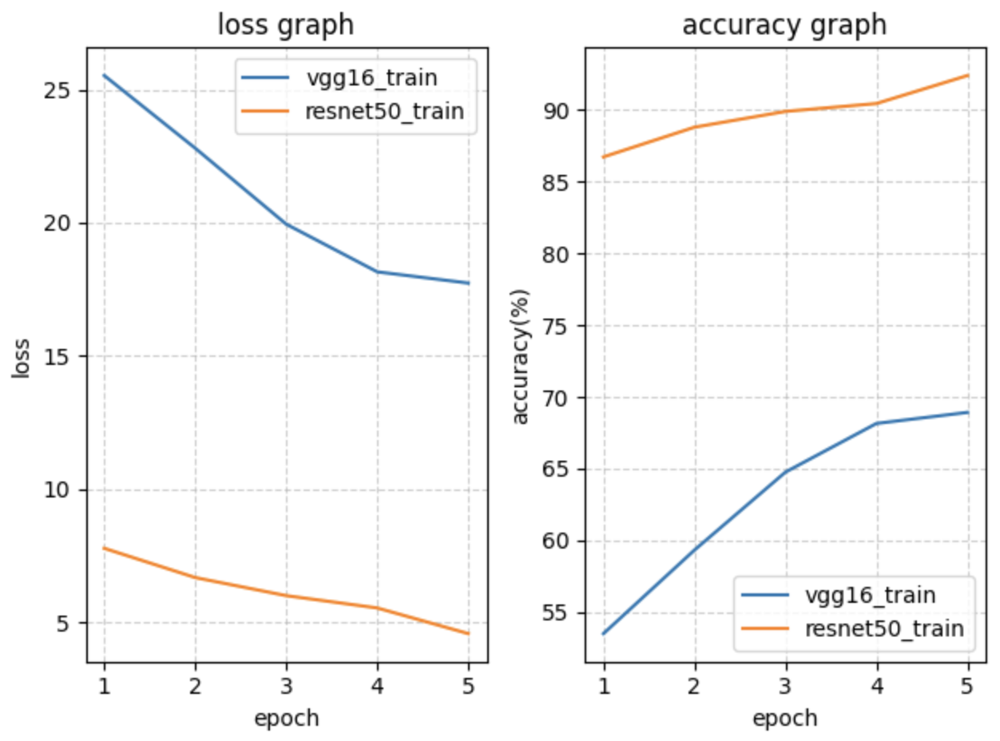 loss graph
vgg16_train
resnet50_train
25
20
15
10
5
loss
1 2 3 4 5
epoch
accuracy graph
90
85
80
75
70
65
60
55
accuracy(%)
vgg16_train
resnet50_train
1 2 3 4 5
epoch